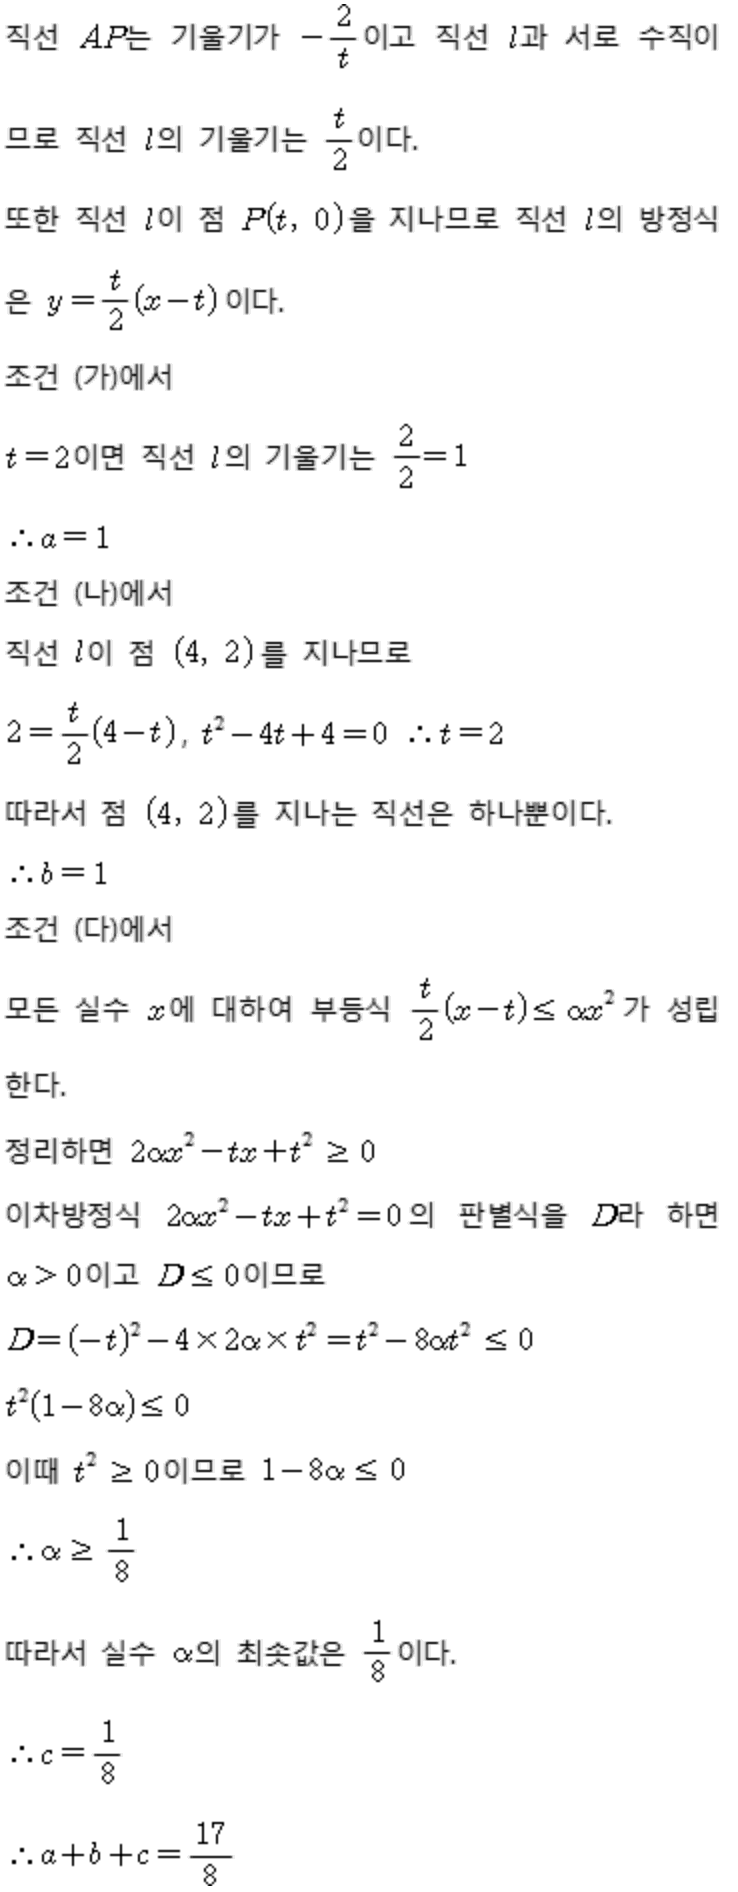 직선 AP는 기울기가 -2/t 이고 직선 l과 서로 수직이
므로 직선 l의 기울기는 t/2 이다.
또한 직선 l이 점 P(t, 0)을 지나므로 직선 l의 방정식
은 y = t/2 (x-t) 이다.
조건 (가)에서
t = 2이면 직선 l의 기울기는 2/2 = 1
∴ a = 1
조건 (나)에서
직선 l이 점 (4, 2)를 지나므로
2 = t/2 (4-t), t² - 4t + 4 = 0 ∴ t = 2
따라서 점 (4, 2)를 지나는 직선은 하나뿐이다.
∴ b = 1
조건 (다)에서
모든 실수 x에 대하여 부등식 t/2 (x-t) ≤ αx² 가 성립
한다.
정리하면 2αx² - tx + t² ≥ 0
이차방정식 2αx² - tx + t² = 0의 판별식을 D라 하면
α > 0이고 D ≤ 0이므로
D = (-t)² - 4 × 2α × t² = t² - 8αt² ≤ 0
t²(1-8α) ≤ 0
이때 t² ≥ 0이므로 1 - 8α ≤ 0
∴ α ≥ 1/8
따라서 실수 α의 최솟값은 1/8 이다.
∴ c = 1/8
∴ a + b + c = 17/8